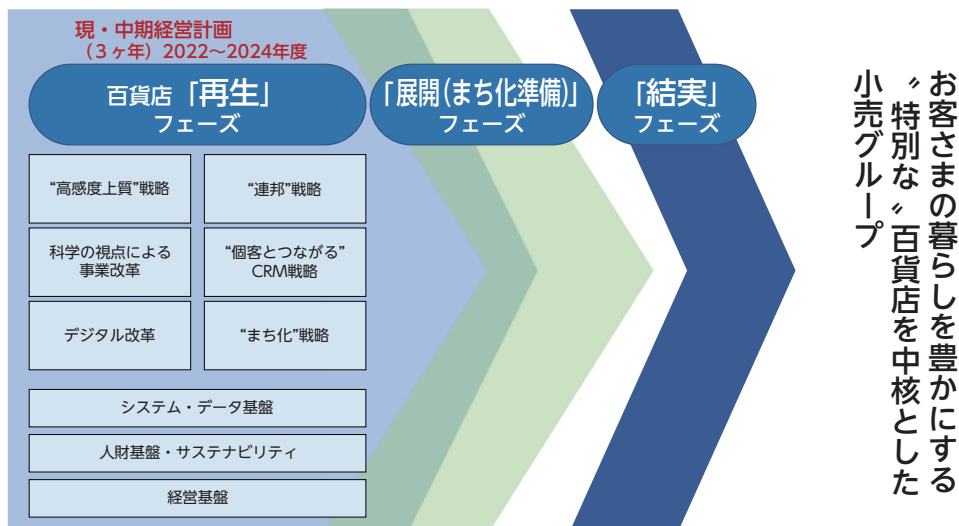 現・中期経営計画
（3ヶ年）2022～2024年度
百貨店「再生」
フェーズ
「展開(まち化準備)」
フェーズ
「結実」
フェーズ
“高感度上質”戦略
“連邦”戦略
科学の視点による
事業改革
“個客とつながる”
CRM戦略
デジタル改革
“まち化”戦略
システム・データ基盤
人財基盤・サステナビリティ
経営基盤
お客さまの暮らしを豊かにする
〝特別な〟百貨店を中核とした
小売グループ